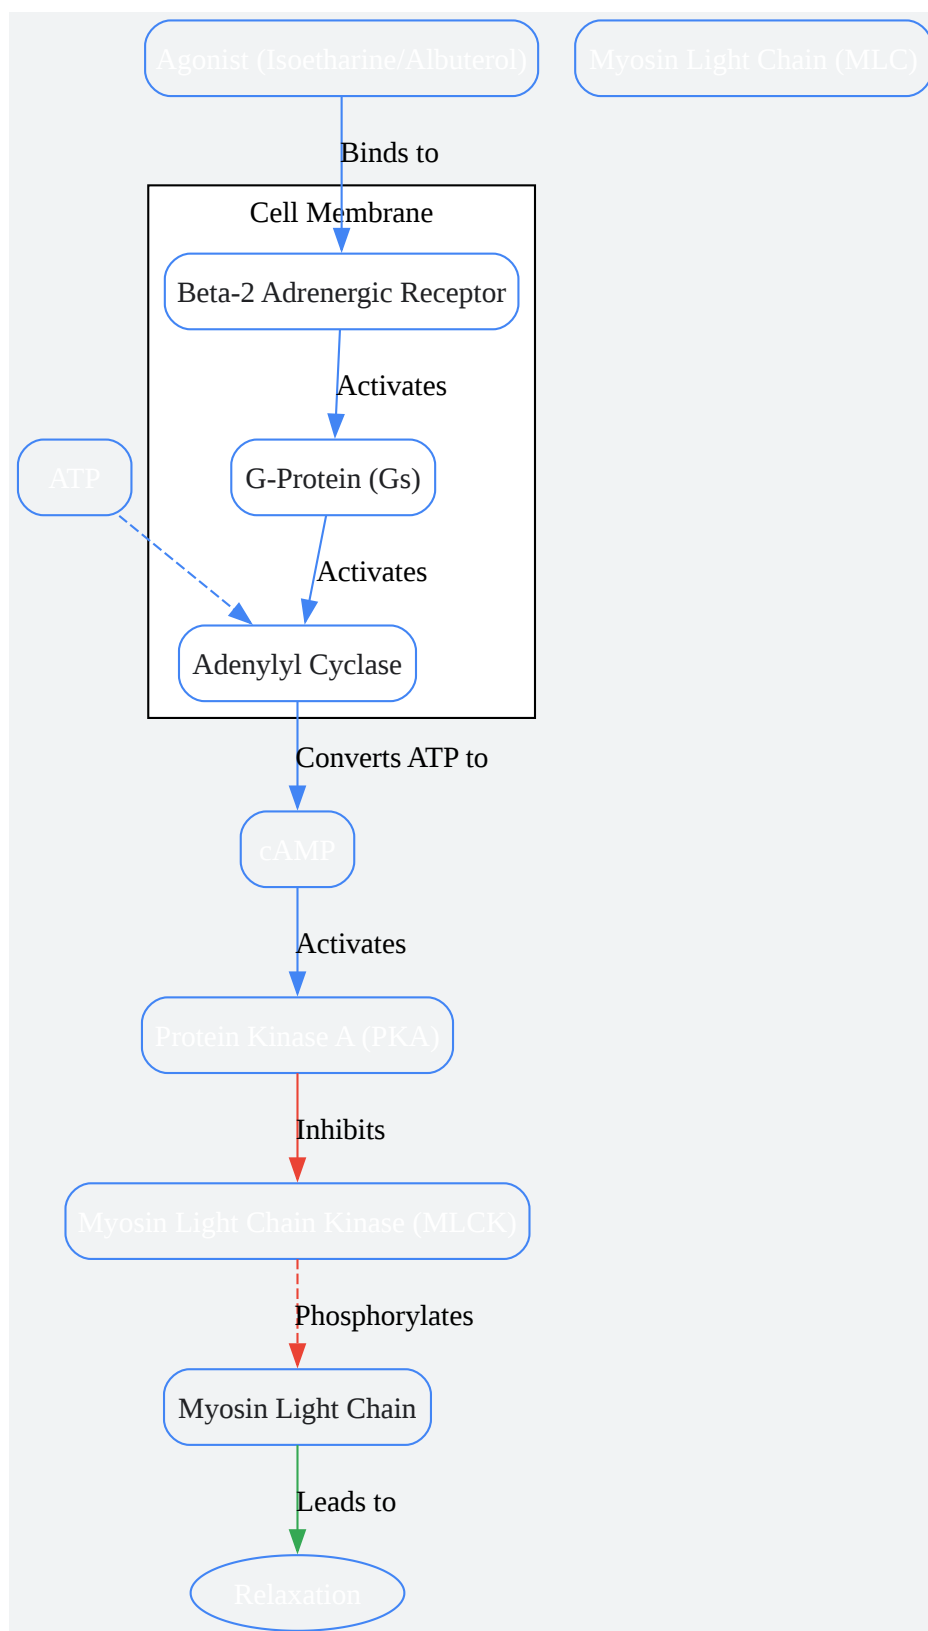 Agonist (Isoetharine/Albuterol)
Myosin Light Chain (MLC)
Binds to
Cell Membrane
Beta-2 Adrenergic Receptor
Activates
ATP
G-Protein (Gs)
Activates
Adenylyl Cyclase
Converts ATP to
cAMP
Activates
Protein Kinase A (PKA)
Inhibits
Myosin Light Chain Kinase (MLCK)
Phosphorylates
Myosin Light Chain
Leads to
Relaxation